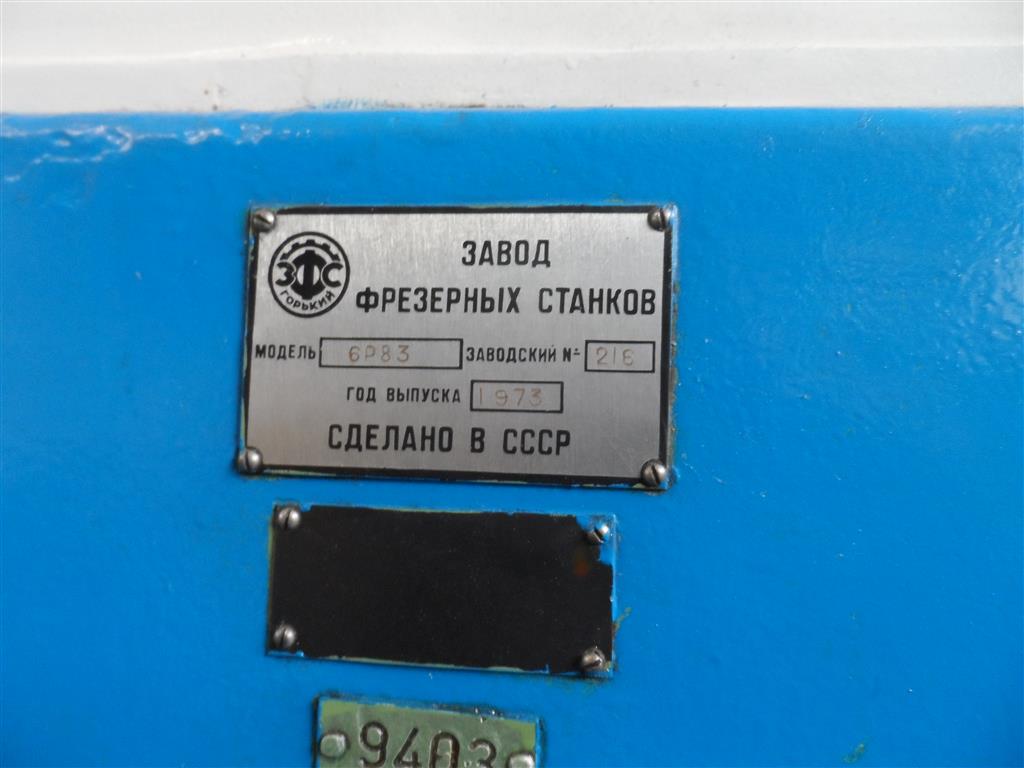 ЗФС
ГОРЬКИЙ
ЗАВОД
ФРЕЗЕРНЫХ СТАНКОВ
МОДЕЛЬ 6Р83 ЗАВОДСКИЙ № 216
ГОД ВЫПУСКА 1973
СДЕЛАНО В СССР
9403